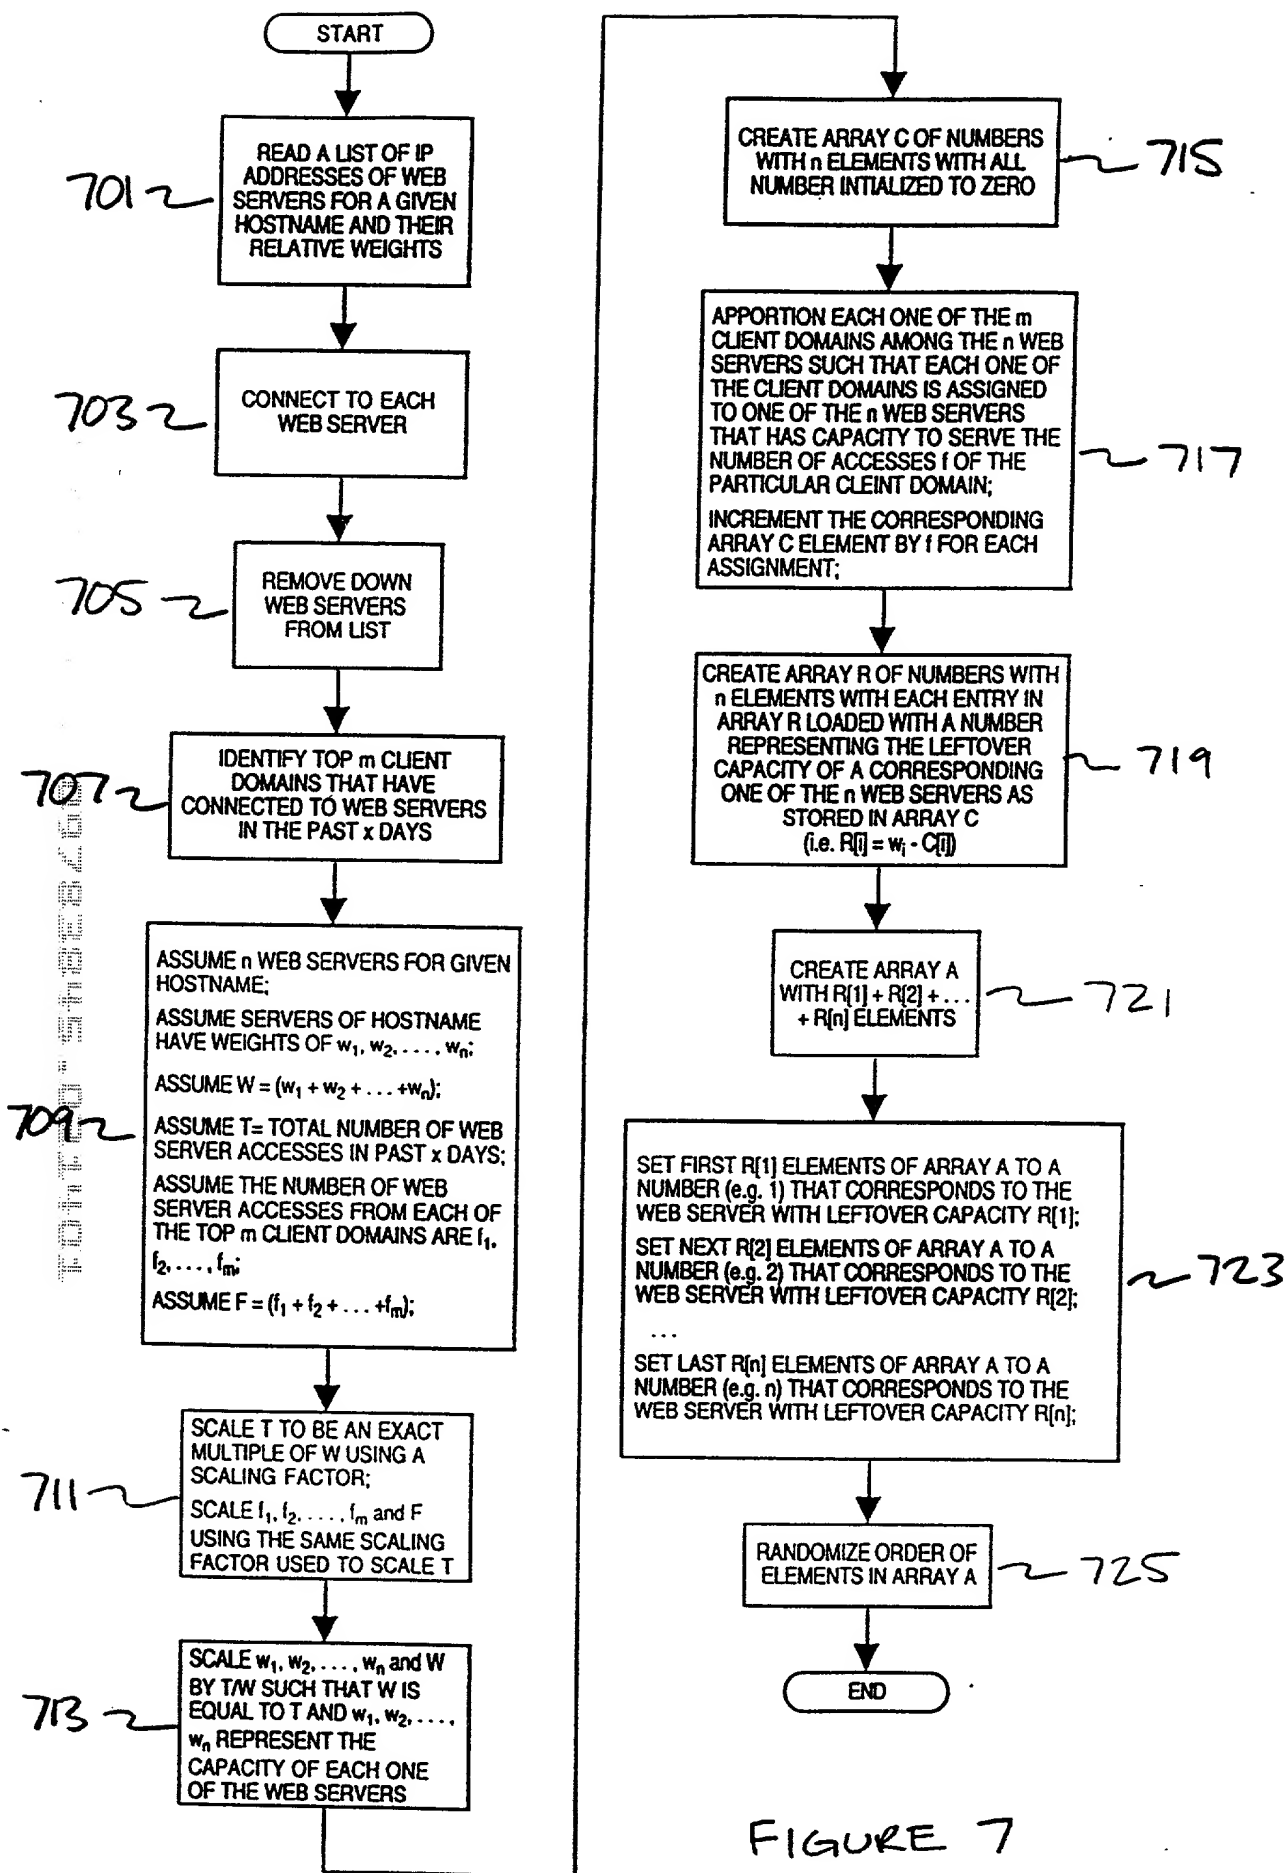 START
701
READ A LIST OF IP
ADDRESSES OF WEB
SERVERS FOR A GIVEN
HOSTNAME AND THEIR
RELATIVE WEIGHTS
703
CONNECT TO EACH
WEB SERVER
705
REMOVE DOWN
WEB SERVERS
FROM LIST
707
IDENTIFY TOP m CLIENT
DOMAINS THAT HAVE
CONNECTED TO WEB SERVERS
IN THE PAST x DAYS
709
ASSUME n WEB SERVERS FOR GIVEN
HOSTNAME;
ASSUME SERVERS OF HOSTNAME
HAVE WEIGHTS OF w1, w2, . . . , wn;
ASSUME W = (w1 + w2 + . . . +wn);
ASSUME T= TOTAL NUMBER OF WEB
SERVER ACCESSES IN PAST x DAYS;
ASSUME THE NUMBER OF WEB
SERVER ACCESSES FROM EACH OF
THE TOP m CLIENT DOMAINS ARE f1,
f2, . . . , fm;
ASSUME F = (f1 + f2 + . . . +fm);
711
SCALE T TO BE AN EXACT
MULTIPLE OF W USING A
SCALING FACTOR;
SCALE f1, f2, . . . , fm and F
USING THE SAME SCALING
FACTOR USED TO SCALE T
713
SCALE w1, w2, . . . , wn and W
BY T/W SUCH THAT W IS
EQUAL TO T AND w1, w2, . . . ,
wn REPRESENT THE
CAPACITY OF EACH ONE
OF THE WEB SERVERS
CREATE ARRAY C OF NUMBERS
WITH n ELEMENTS WITH ALL
NUMBER INTIALIZED TO ZERO
715
APPORTION EACH ONE OF THE m
CLIENT DOMAINS AMONG THE n WEB
SERVERS SUCH THAT EACH ONE OF
THE CLIENT DOMAINS IS ASSIGNED
TO ONE OF THE n WEB SERVERS
THAT HAS CAPACITY TO SERVE THE
NUMBER OF ACCESSES f OF THE
PARTICULAR CLEINT DOMAIN;
INCREMENT THE CORRESPONDING
ARRAY C ELEMENT BY f FOR EACH
ASSIGNMENT;
717
CREATE ARRAY R OF NUMBERS WITH
n ELEMENTS WITH EACH ENTRY IN
ARRAY R LOADED WITH A NUMBER
REPRESENTING THE LEFTOVER
CAPACITY OF A CORRESPONDING
ONE OF THE n WEB SERVERS AS
STORED IN ARRAY C
(i.e. R[i] = wi - C[i])
719
CREATE ARRAY A
WITH R[1] + R[2] + . . .
+ R[n] ELEMENTS
721
SET FIRST R[1] ELEMENTS OF ARRAY A TO A
NUMBER (e.g. 1) THAT CORRESPONDS TO THE
WEB SERVER WITH LEFTOVER CAPACITY R[1];
SET NEXT R[2] ELEMENTS OF ARRAY A TO A
NUMBER (e.g. 2) THAT CORRESPONDS TO THE
WEB SERVER WITH LEFTOVER CAPACITY R[2];
. . .
SET LAST R[n] ELEMENTS OF ARRAY A TO A
NUMBER (e.g. n) THAT CORRESPONDS TO THE
WEB SERVER WITH LEFTOVER CAPACITY R[n];
723
RANDOMIZE ORDER OF
ELEMENTS IN ARRAY A
725
END
FIGURE 7